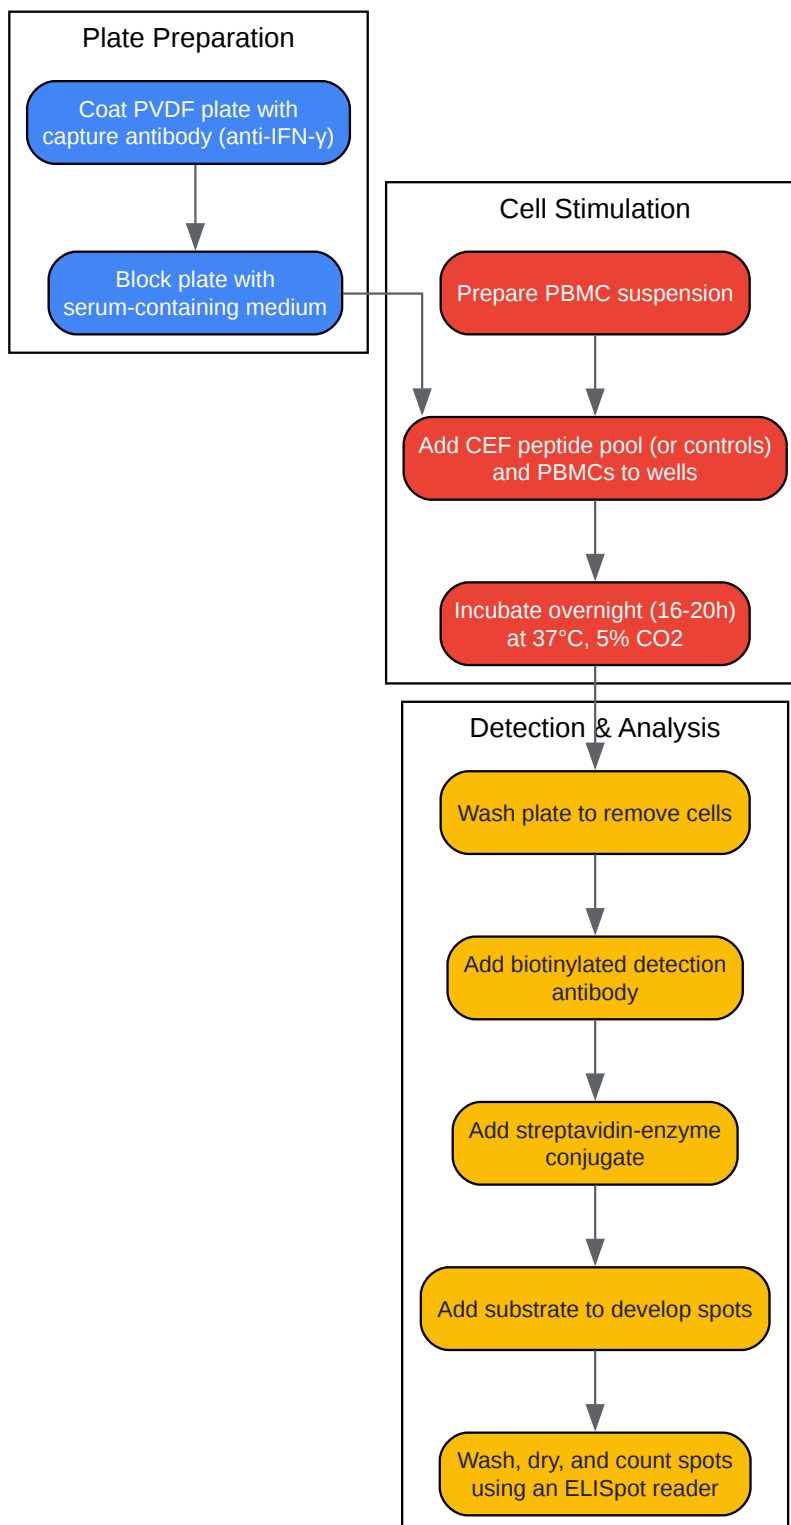 Plate Preparation
Coat PVDF plate with
capture antibody (anti-IFN-γ)
Block plate with
serum-containing medium
Cell Stimulation
Prepare PBMC suspension
Add CEF peptide pool (or controls)
and PBMCs to wells
Incubate overnight (16-20h)
at 37°C, 5% CO2
Detection & Analysis
Wash plate to remove cells
Add biotinylated detection
antibody
Add streptavidin-enzyme
conjugate
Add substrate to develop spots
Wash, dry, and count spots
using an ELISpot reader